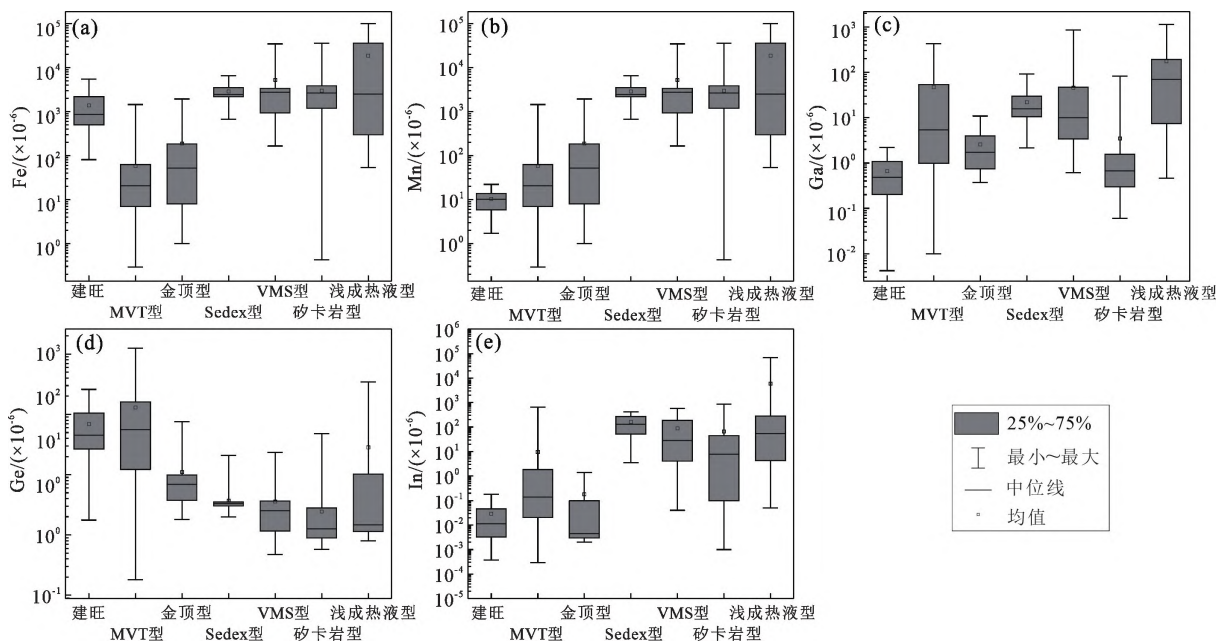 (a)
Fe/(×10⁻⁶)
10⁵
10⁴
10³
10²
10¹
10⁰
建旺
MVT型
金顶型
Sedex型
VMS型
矽卡岩型
浅成热液型
(b)
Mn/(×10⁻⁶)
10⁵
10⁴
10³
10²
10¹
10⁰
建旺
MVT型
金顶型
Sedex型
VMS型
矽卡岩型
浅成热液型
(c)
Ga/(×10⁻⁶)
10³
10²
10¹
10⁰
10⁻¹
10⁻²
建旺
MVT型
金顶型
Sedex型
VMS型
矽卡岩型
浅成热液型
(d)
Ge/(×10⁻⁶)
10³
10²
10¹
10⁰
10⁻¹
建旺
MVT型
金顶型
Sedex型
VMS型
矽卡岩型
浅成热液型
(e)
In/(×10⁻⁶)
10⁶
10⁵
10⁴
10³
10²
10¹
10⁰
10⁻¹
10⁻²
10⁻³
10⁻⁴
10⁻⁵
建旺
MVT型
金顶型
Sedex型
VMS型
矽卡岩型
浅成热液型
25%~75%
最小~最大
中位线
均值